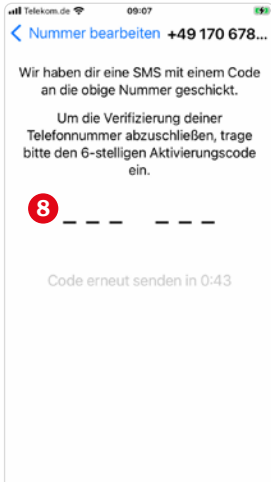 Telekom.de 09:07
Nummer bearbeiten +49 170 678...
Wir haben dir eine SMS mit einem Code
an die obige Nummer geschickt.
Um die Verifizierung deiner
Telefonnummer abzuschließen, trage
bitte den 6-stelligen Aktivierungscode
ein.
8
Code erneut senden in 0:43